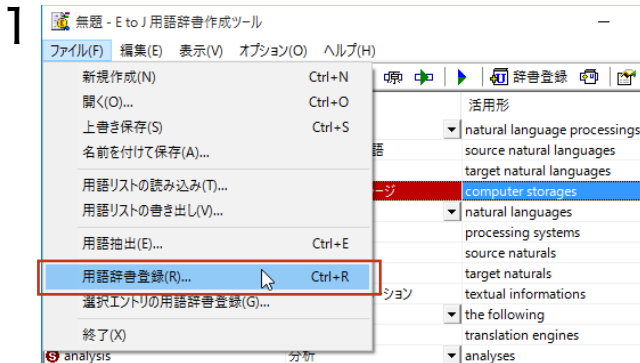 1
無題 - E to J 用語辞書作成ツール
ファイル(F) 編集(E) 表示(V) オプション(O) ヘルプ(H)
辞書登録
新規作成(N) Ctrl+N
開く(O)... Ctrl+O
上書き保存(S) Ctrl+S
名前を付けて保存(A)...
用語リストの読み込み(T)...
用語リストの書き出し(V)...
用語抽出(E)... Ctrl+E
用語辞書登録(R)... Ctrl+R
選択エントリの用語辞書登録(G)...
終了(X)
活用形
natural language processings
語 source natural languages
target natural languages
ージ computer storages
natural languages
processing systems
source naturals
target naturals
ション textual informations
the following
translation engines
S analysis 分析 analyses